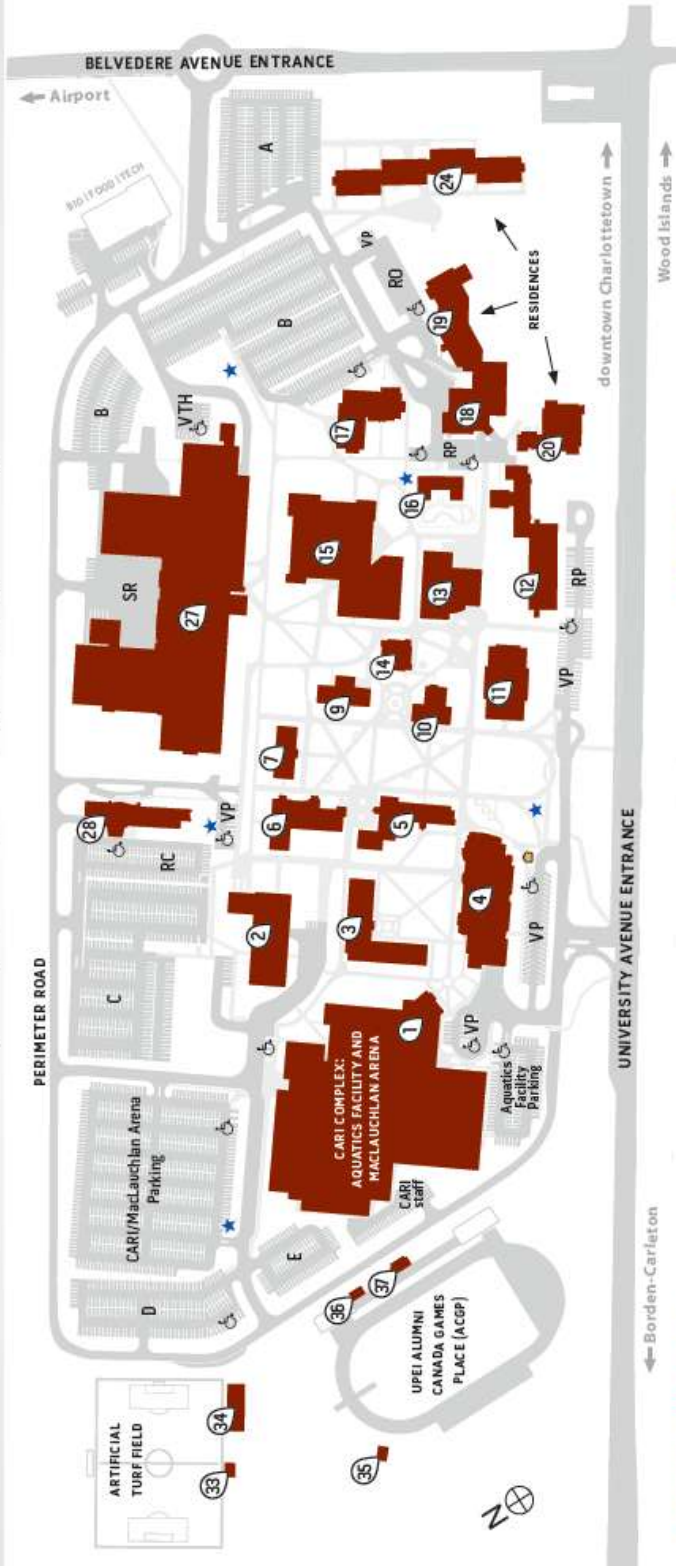 BELVEDERE AVENUE ENTRANCE
← Airport
BIO | FOOD | TECH
A
B
B
VP
RO
24
19
RESIDENCES
downtown Charlottetown →
Wood Islands →
VTH
17
18
RP
20
16
SR
27
15
13
12
RP
14
9
10
11
VP
7
PERIMETER ROAD
28
RC
VP
6
5
C
2
3
4
VP
UNIVERSITY AVENUE ENTRANCE
1
VP
CARI COMPLEX:
AQUATICS FACILITY AND
MACLAUCHLAN ARENA
Aquatics
Facility
Parking
CARI/MacLauchlan Arena
Parking
CARI
staff
D
E
36
37
UPEI ALUMNI
CANADA GAMES
PLACE (ACGP)
← Borden-Carleton
ARTIFICIAL
TURF FIELD
34
33
35
N